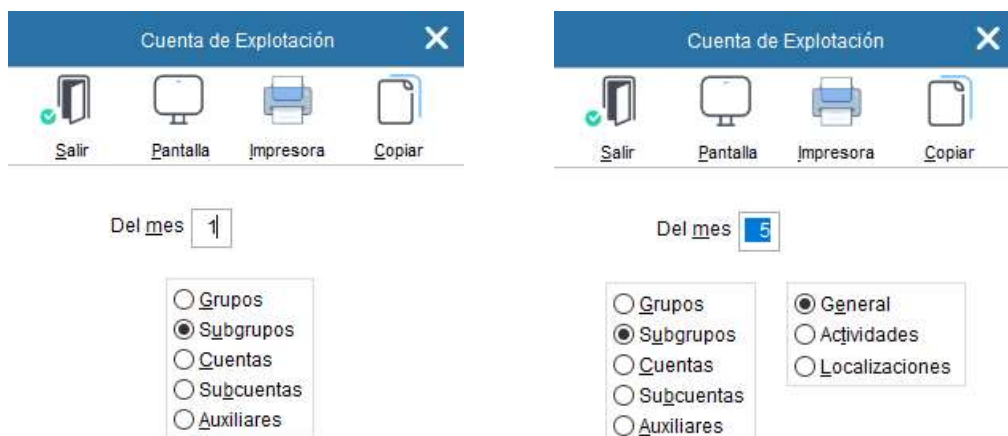 Cuenta de Explotación
Salir Pantalla Impresora Copiar
Del mes 1
Grupos
Subgrupos
Cuentas
Subcuentas
Auxiliares
Cuenta de Explotación
Salir Pantalla Impresora Copiar
Del mes 5
Grupos
Subgrupos
Cuentas
Subcuentas
Auxiliares
General
Actividades
Localizaciones